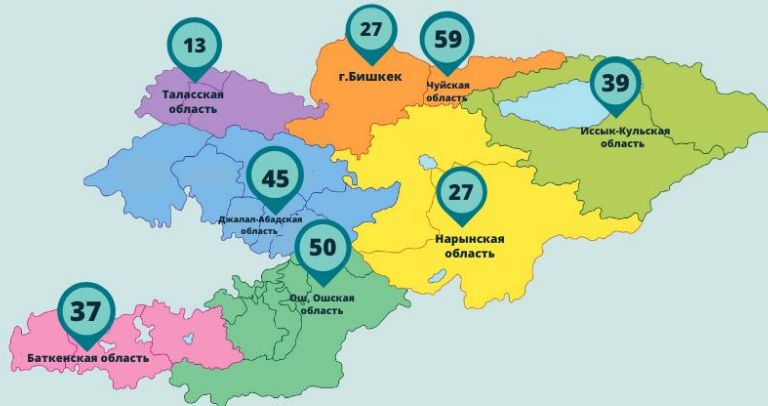 27
59
13
г.Бишкек
39
Чуйская
область
Таласская
область
Иссык-Кульская
область
45
27
Джалал-Абадская
область
Нарынская
область
50
Ош, Ошская
область
37
Баткенская область